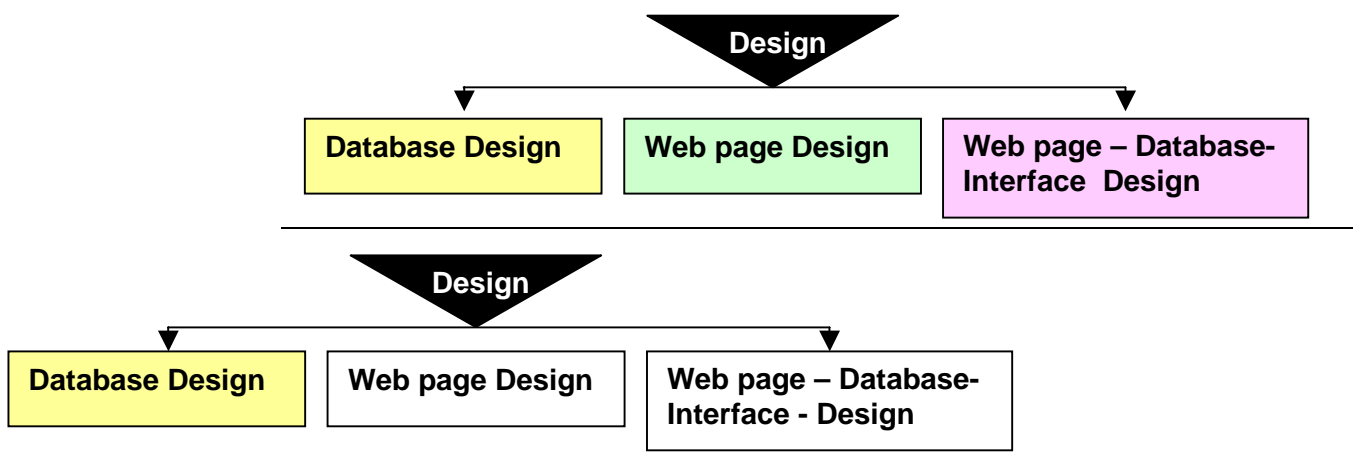 Design
Database Design
Web page Design
Web page – Database-
Interface  Design
Design
Database Design
Web page Design
Web page – Database-
Interface - Design